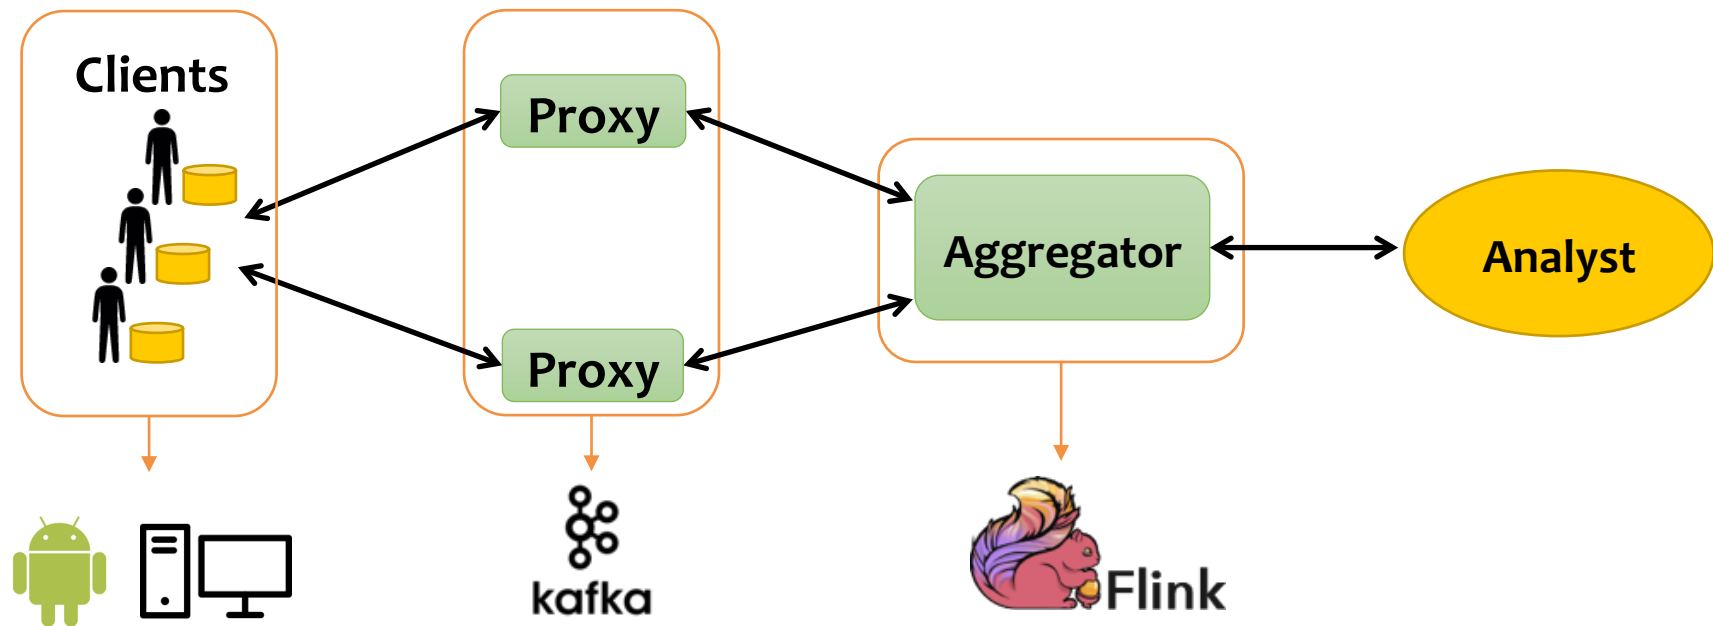 Clients
Proxy
Proxy
Aggregator
Analyst
kafka
Flink